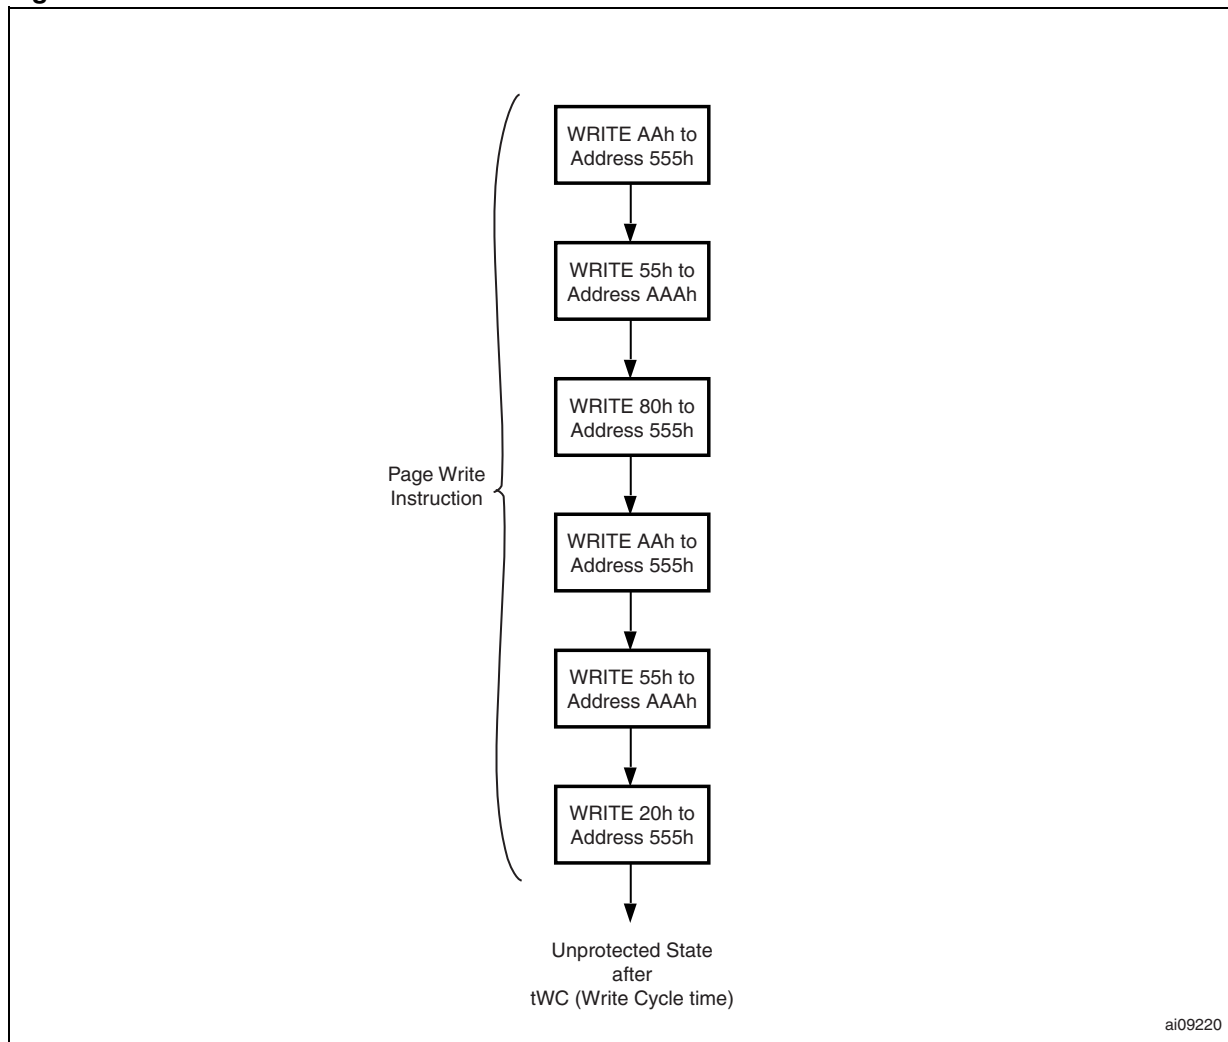 WRITE AAh to
Address 555h
WRITE 55h to
Address AAAh
WRITE 80h to
Address 555h
Page Write
Instruction
WRITE AAh to
Address 555h
WRITE 55h to
Address AAAh
WRITE 20h to
Address 555h
Unprotected State
after
tWC (Write Cycle time)
ai09220